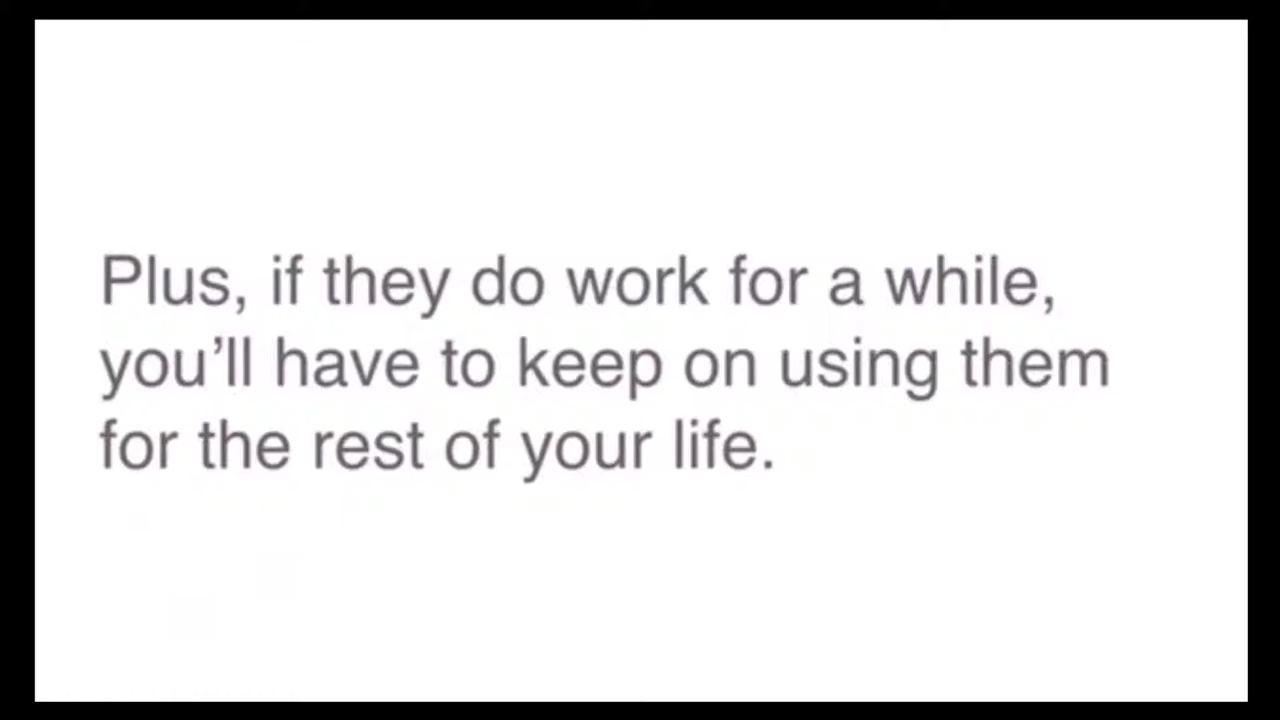 Plus, if they do work for a while,
you’ll have to keep on using them
for the rest of your life.